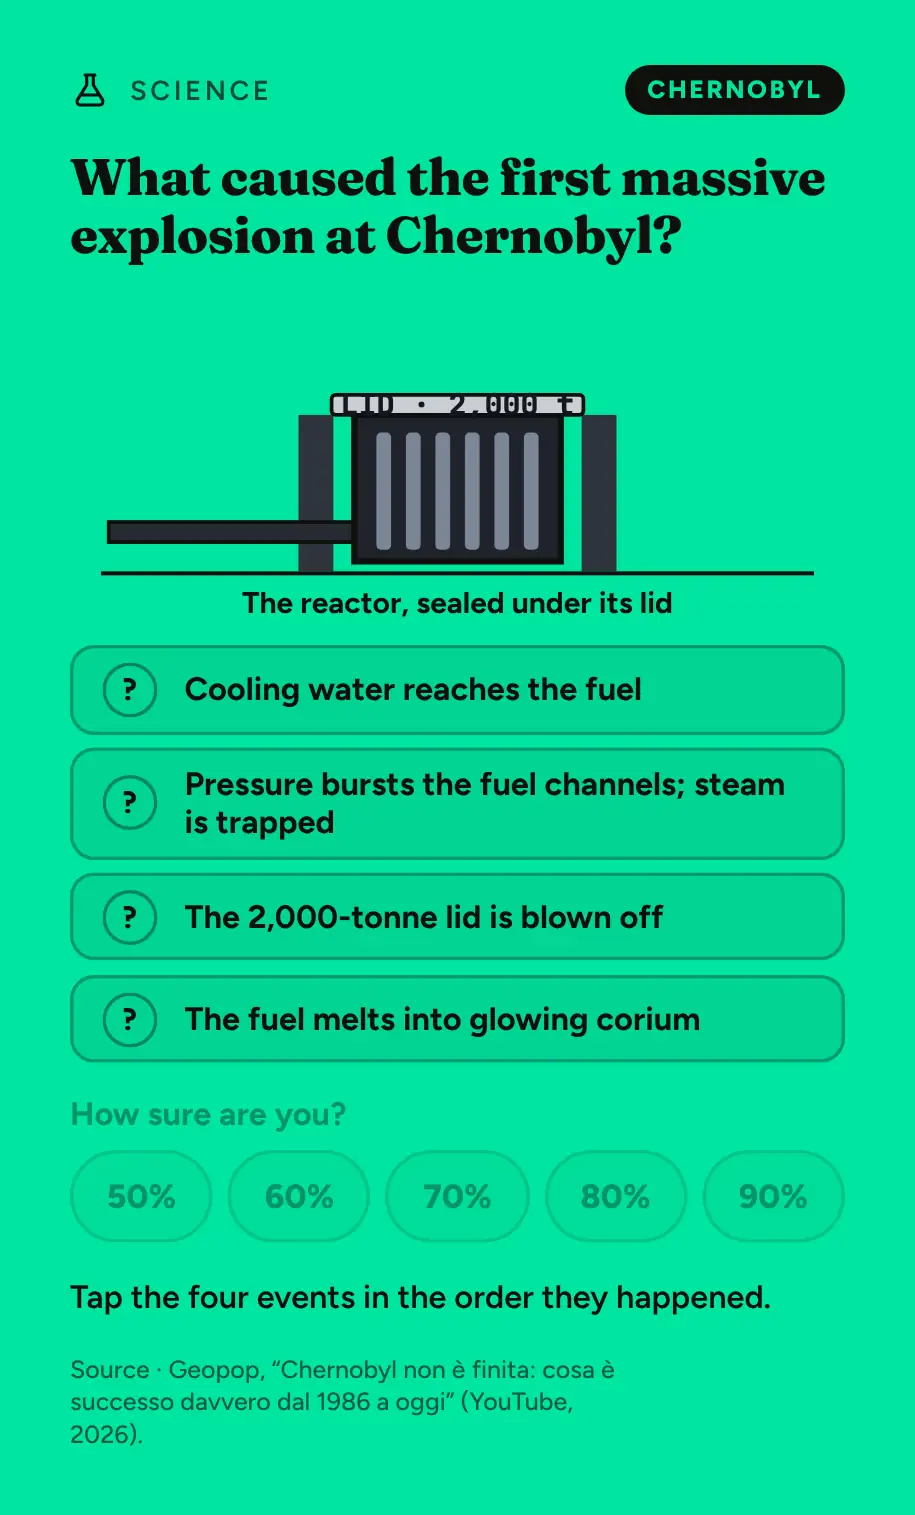 SCIENCE
CHERNOBYL
What caused the first massive
explosion at Chernobyl?
LID · 2,000 t
The reactor, sealed under its lid
? Cooling water reaches the fuel
? Pressure bursts the fuel channels; steam
is trapped
? The 2,000-tonne lid is blown off
? The fuel melts into glowing corium
How sure are you?
50% 60% 70% 80% 90%
Tap the four events in the order they happened.
Source · Geopop, “Chernobyl non è finita: cosa è
successo davvero dal 1986 a oggi” (YouTube,
2026).